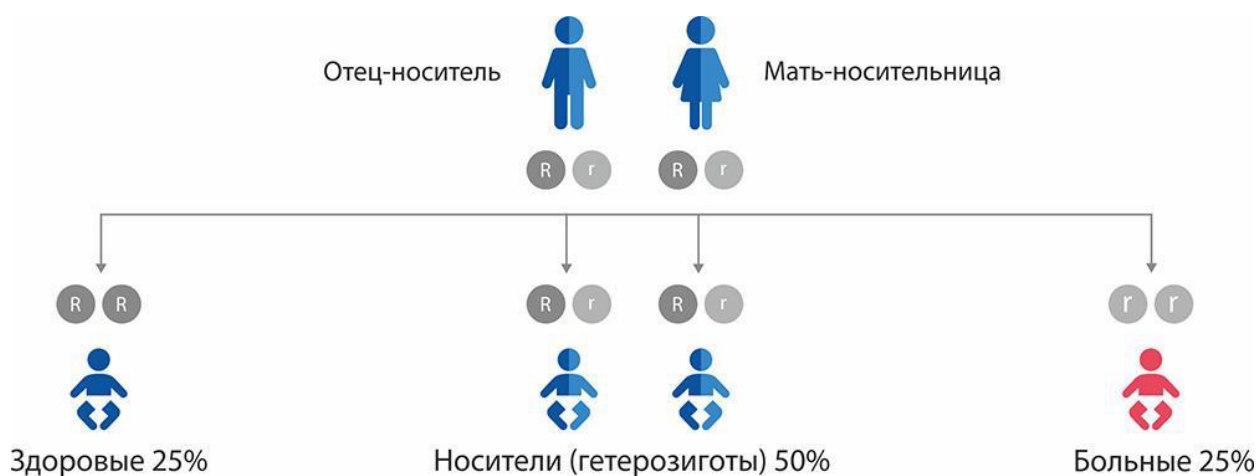 Отец-носитель
Мать-носительница
R r R r
R R R r R r r r
Здоровые 25% Носители (гетерозиготы) 50% Больные 25%